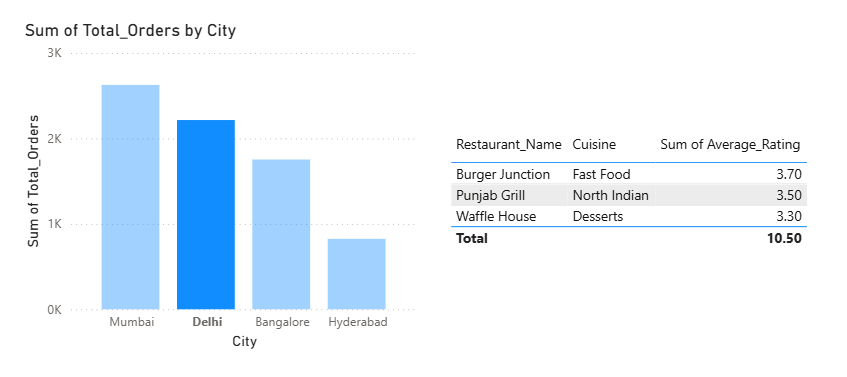 Sum of Total_Orders by City
3K
2K
1K
0K
Sum of Total_Orders
Mumbai Delhi Bangalore Hyderabad
City
Restaurant_Name Cuisine Sum of Average_Rating
Burger Junction Fast Food 3.70
Punjab Grill North Indian 3.50
Waffle House Desserts 3.30
Total 10.50